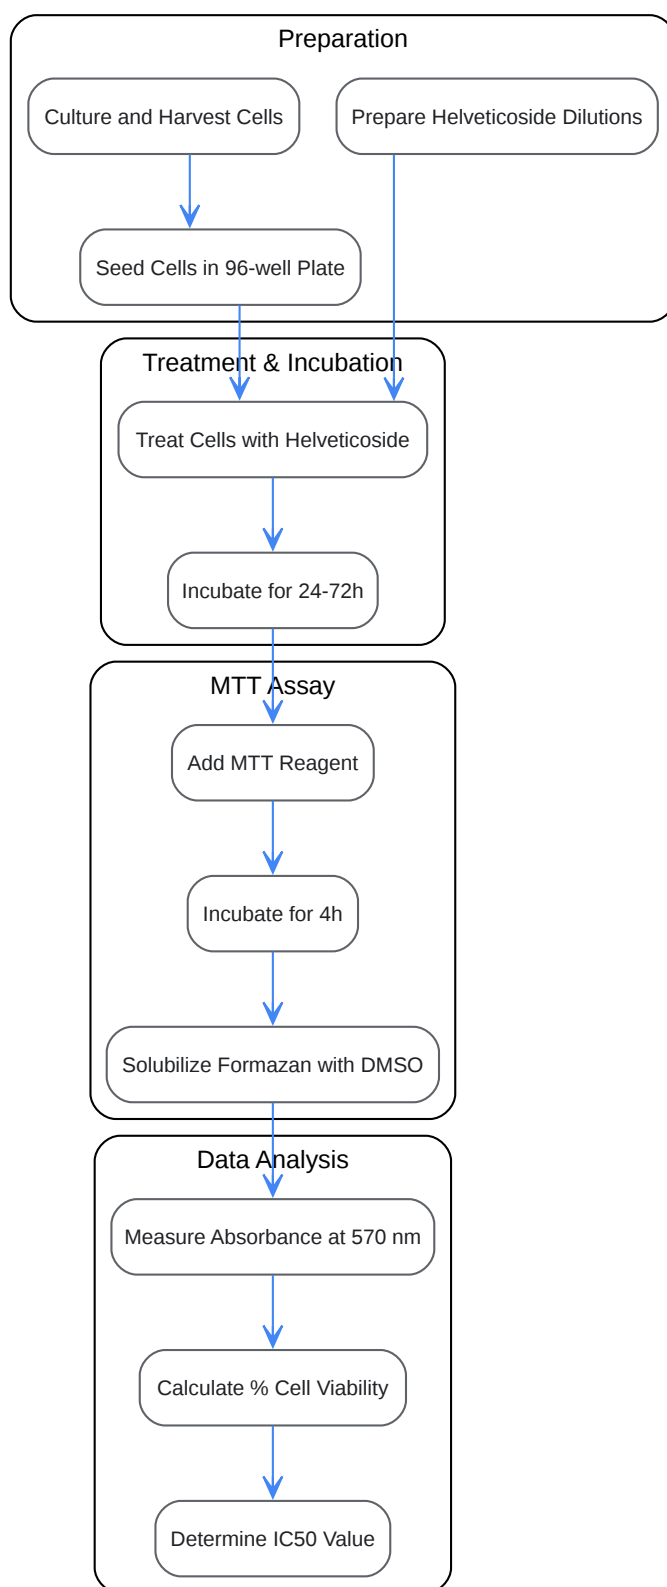 Preparation
Culture and Harvest Cells
Prepare Helveticoside Dilutions
Seed Cells in 96-well Plate
Treatment & Incubation
Treat Cells with Helveticoside
Incubate for 24-72h
MTT Assay
Add MTT Reagent
Incubate for 4h
Solubilize Formazan with DMSO
Data Analysis
Measure Absorbance at 570 nm
Calculate % Cell Viability
Determine IC50 Value